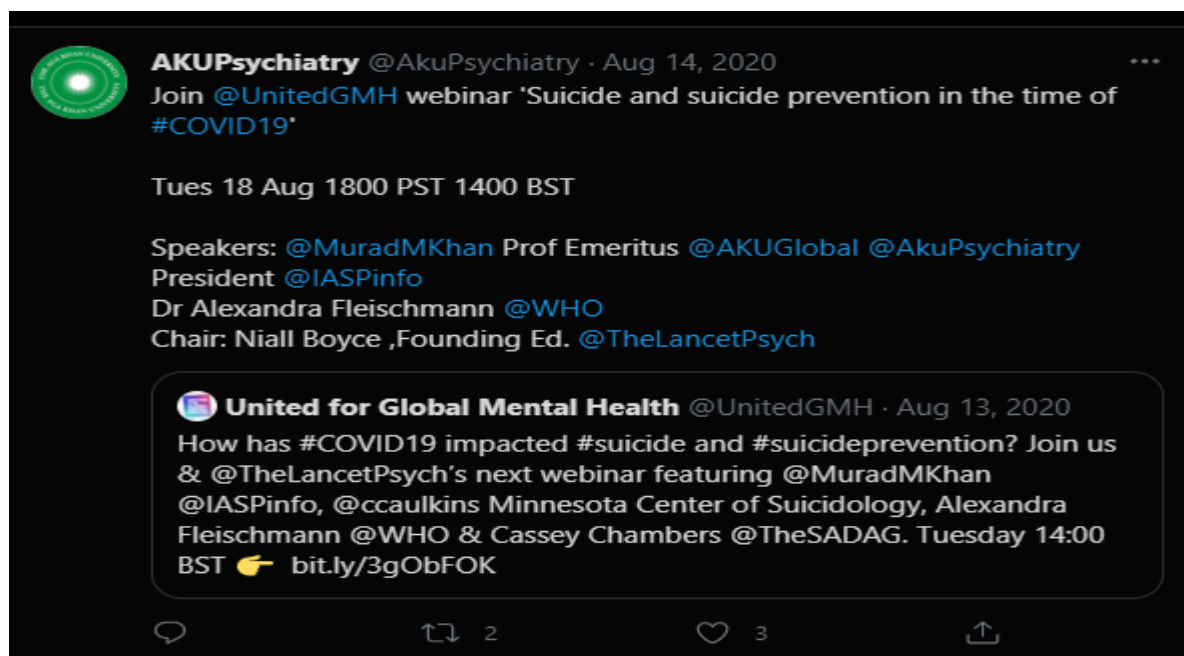 AKUPsychiatry @AkuPsychiatry · Aug 14, 2020
Join @UnitedGMH webinar 'Suicide and suicide prevention in the time of
#COVID19'
Tues 18 Aug 1800 PST 1400 BST
Speakers: @MuradMKhan Prof Emeritus @AKUGlobal @AkuPsychiatry
President @IASPinfo
Dr Alexandra Fleischmann @WHO
Chair: Niall Boyce ,Founding Ed. @TheLancetPsych
United for Global Mental Health @UnitedGMH · Aug 13, 2020
How has #COVID19 impacted #suicide and #suicideprevention? Join us
& @TheLancetPsych's next webinar featuring @MuradMKhan
@IASPinfo, @ccaulkins Minnesota Center of Suicidology, Alexandra
Fleischmann @WHO & Cassey Chambers @TheSADAG. Tuesday 14:00
BST 👉 bit.ly/3gObFOK
2 3